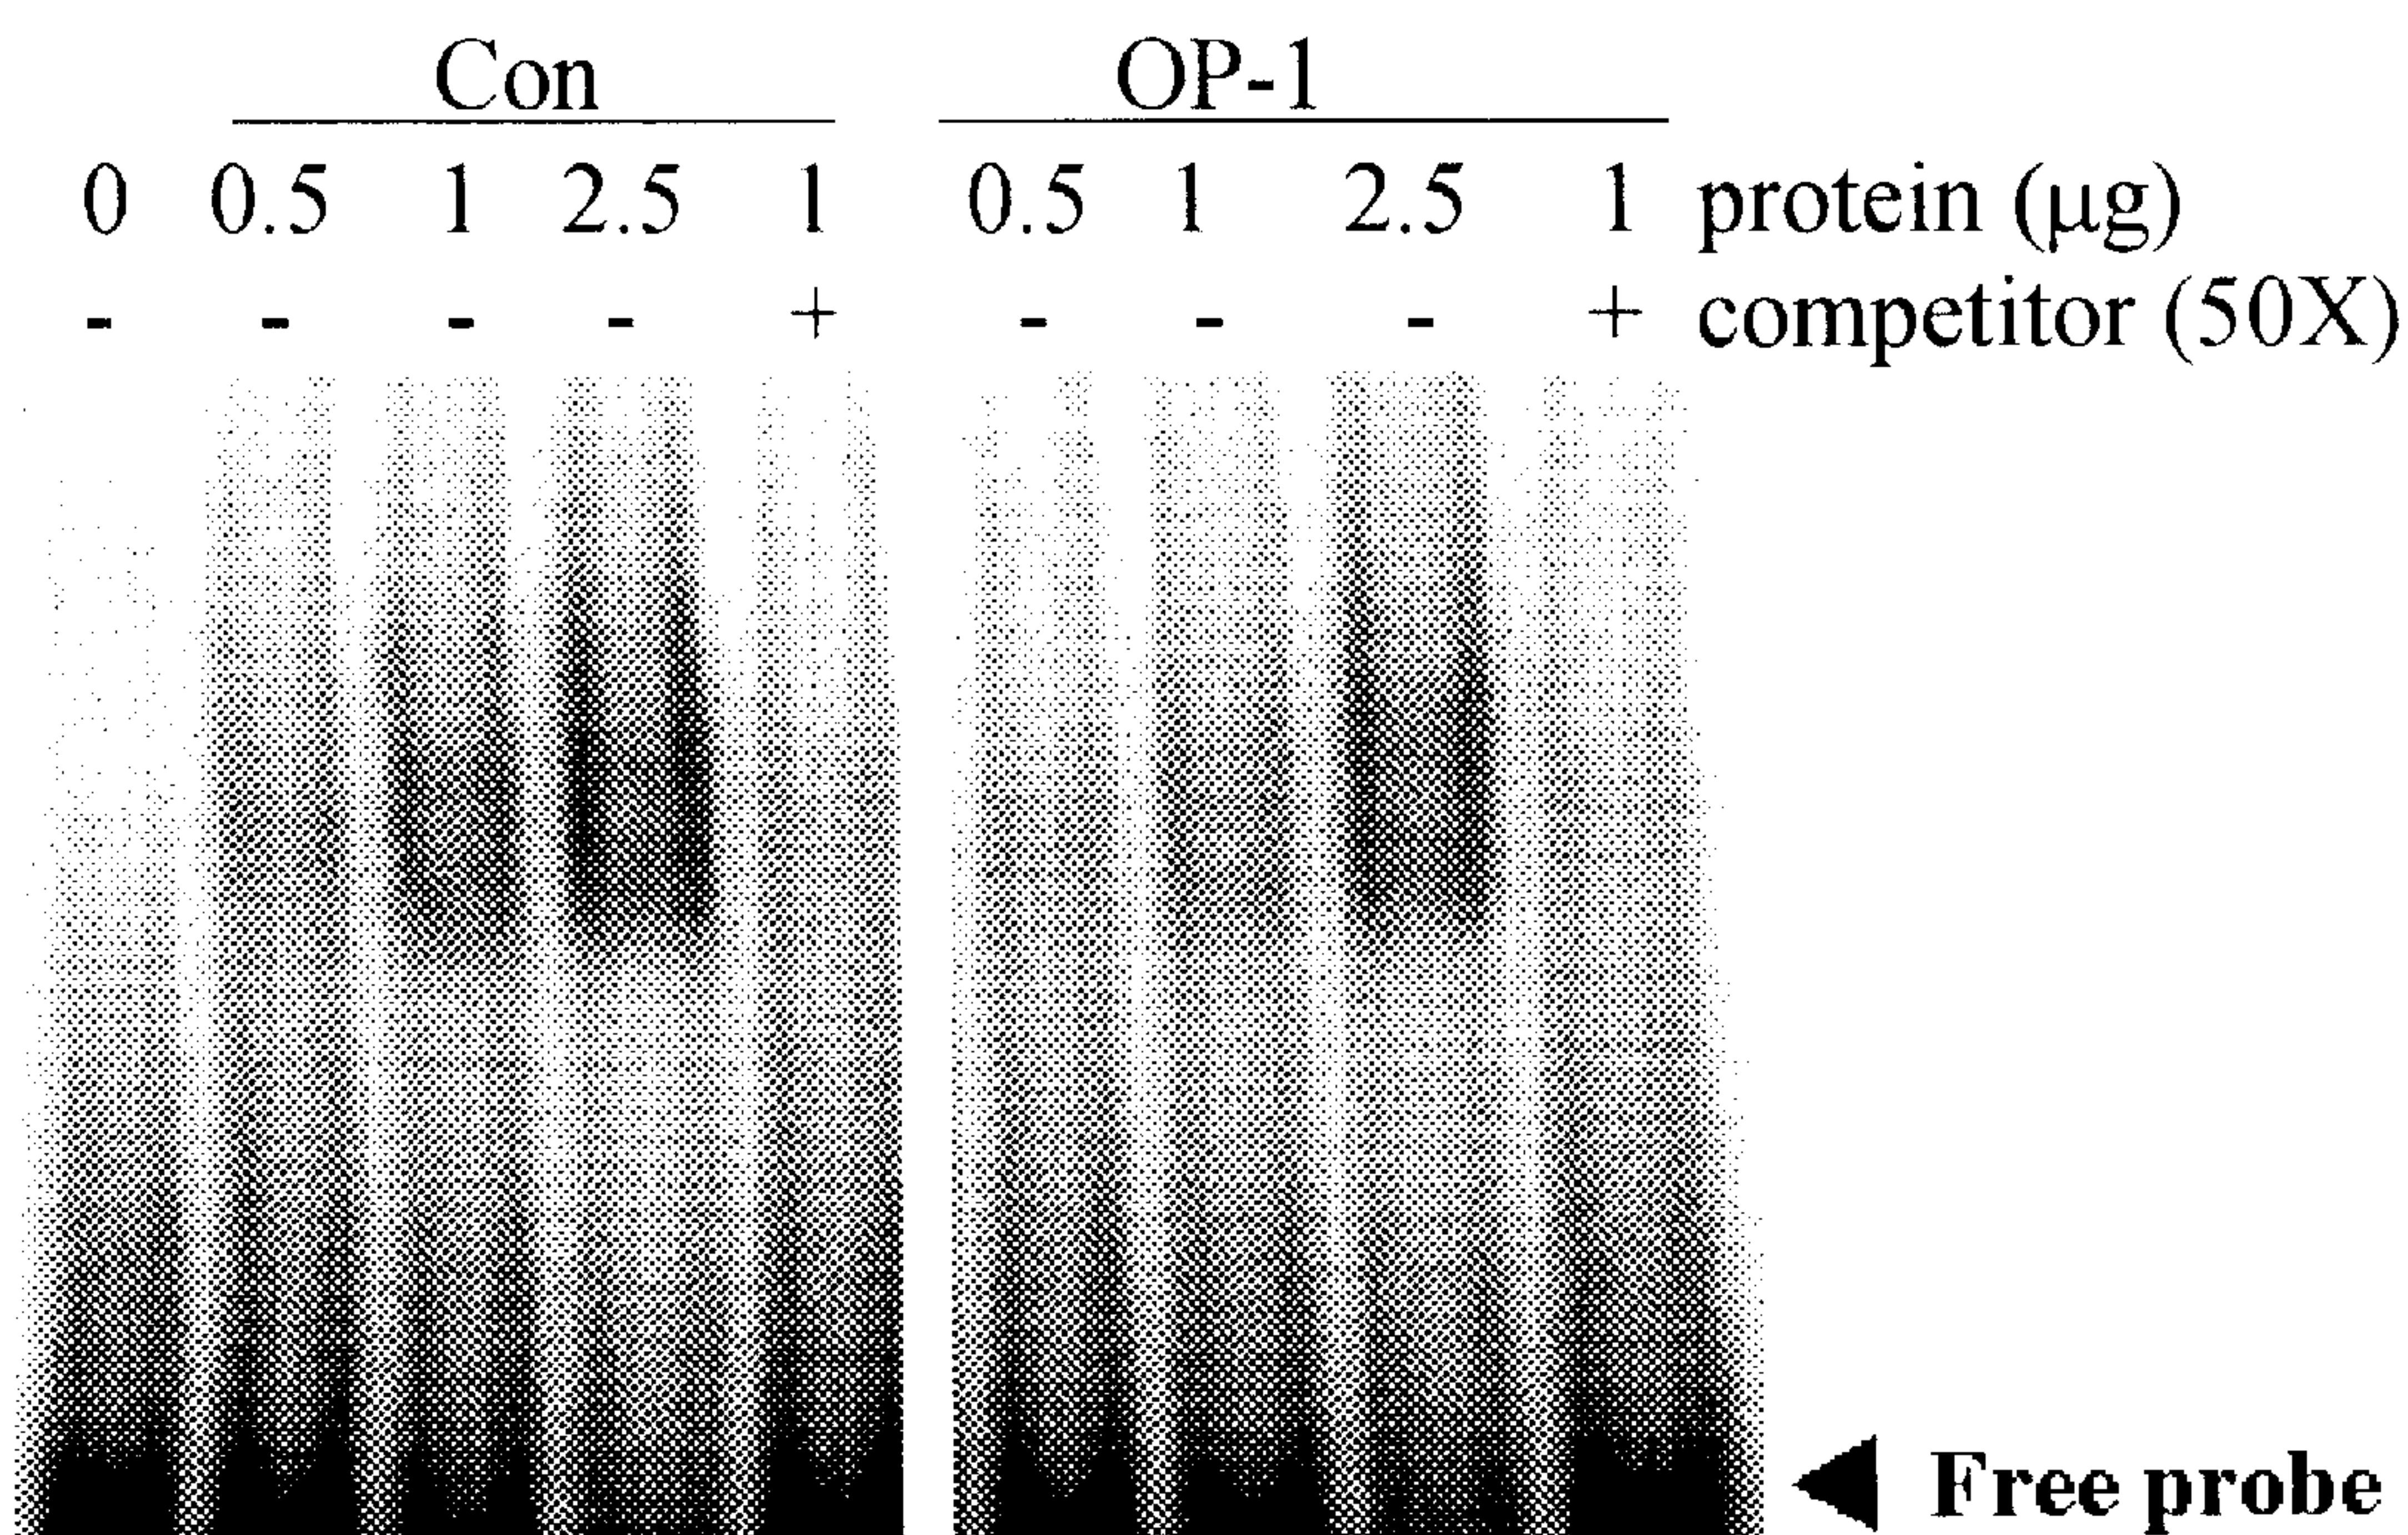 Con OP-1
0 0.5 1 2.5 1 0.5 1 2.5 1 protein (μg)
- - - - + - - - + competitor (50X)
Free probe